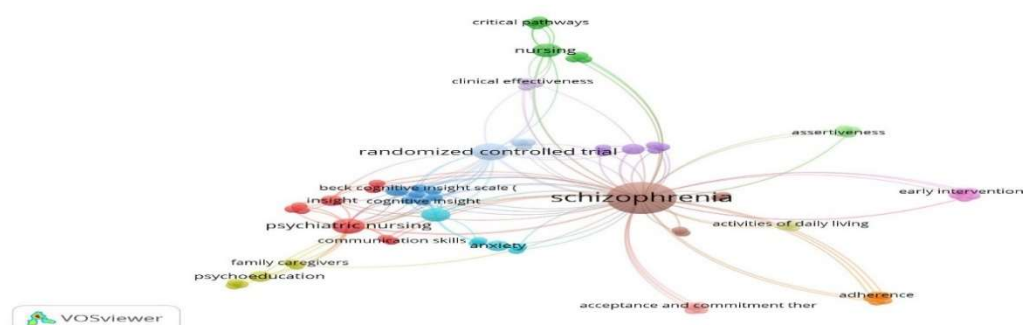 critical pathways
nursing
clinical effectiveness
assertiveness
randomized controlled trial
beck cognitive insight scale (
early intervention
schizophrenia
insight
cognitive insight
psychiatric nursing
activities of daily living
communication skills
anxiety
family caregivers
psychoeducation
adherence
acceptance and commitment ther
VOSviewer